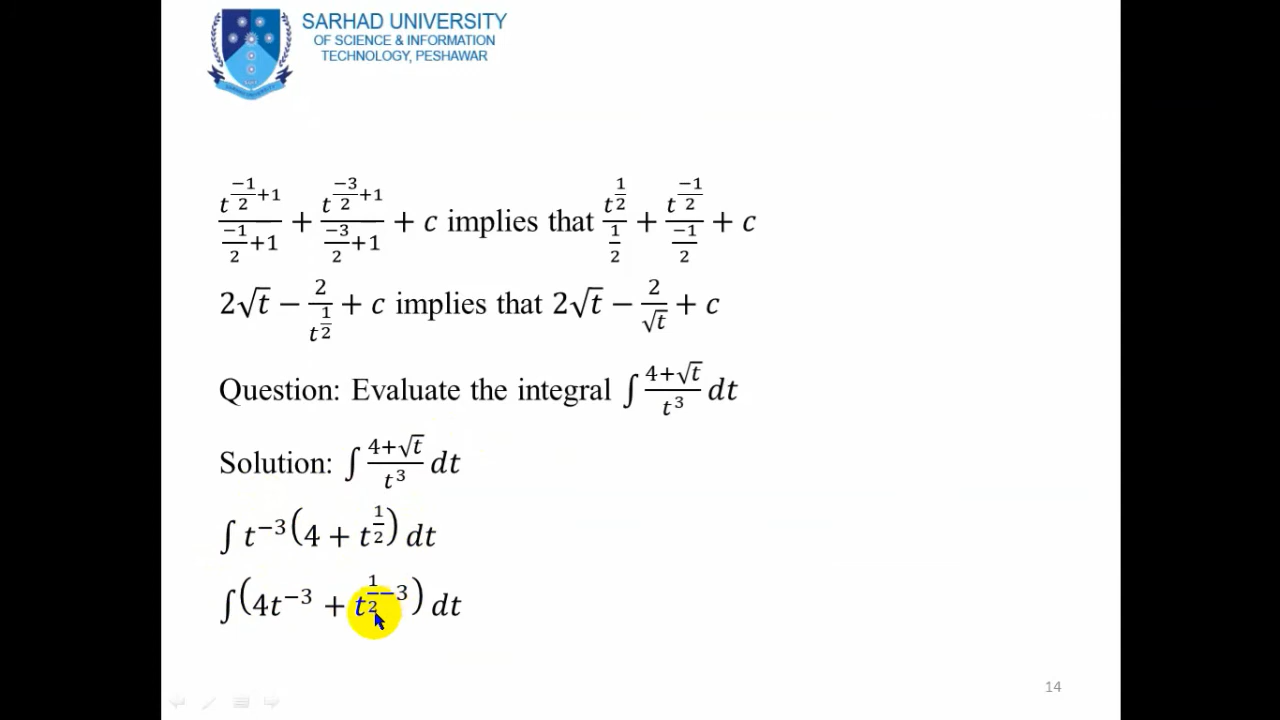 SARHAD UNIVERSITY
OF SCIENCE & INFORMATION
TECHNOLOGY, PESHAWAR
t^(-1/2+1)/(-1/2+1) + t^(-3/2+1)/(-3/2+1) + c implies that t^(1/2)/(1/2) + t^(-1/2)/(-1/2) + c
2√t − 2/t^(1/2) + c implies that 2√t − 2/√t + c
Question: Evaluate the integral ∫ (4+√t)/t³ dt
Solution: ∫ (4+√t)/t³ dt
∫ t⁻³(4 + t^(1/2)) dt
∫(4t⁻³ + t^(1/2−3)) dt
14